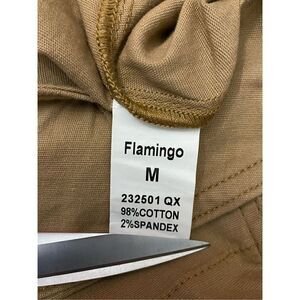 Flamingo
M
232501 QX
98%COTTON
2%SPANDEX